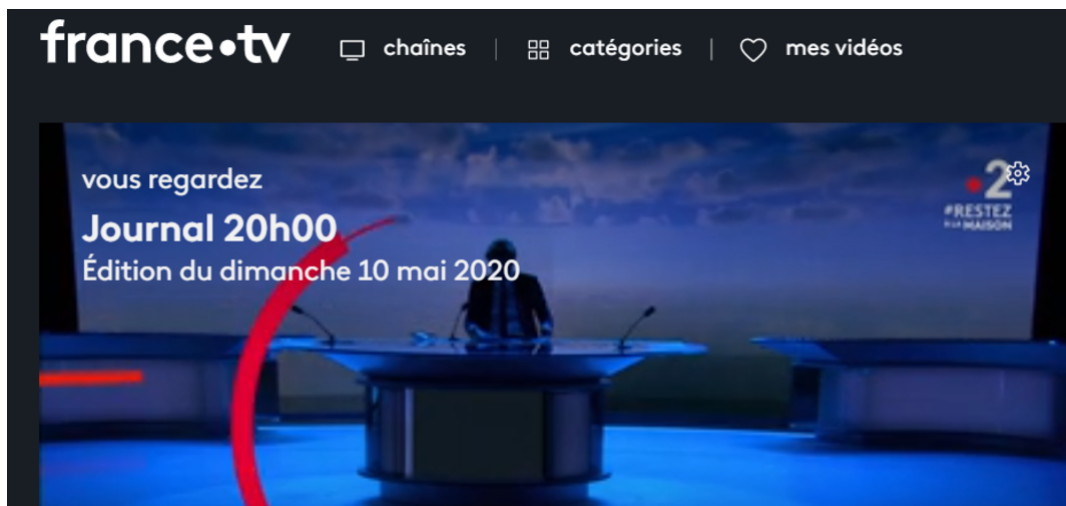 france•tv chaînes | catégories | mes vidéos
vous regardez
Journal 20h00
Édition du dimanche 10 mai 2020
2
#RESTEZ
À LA MAISON